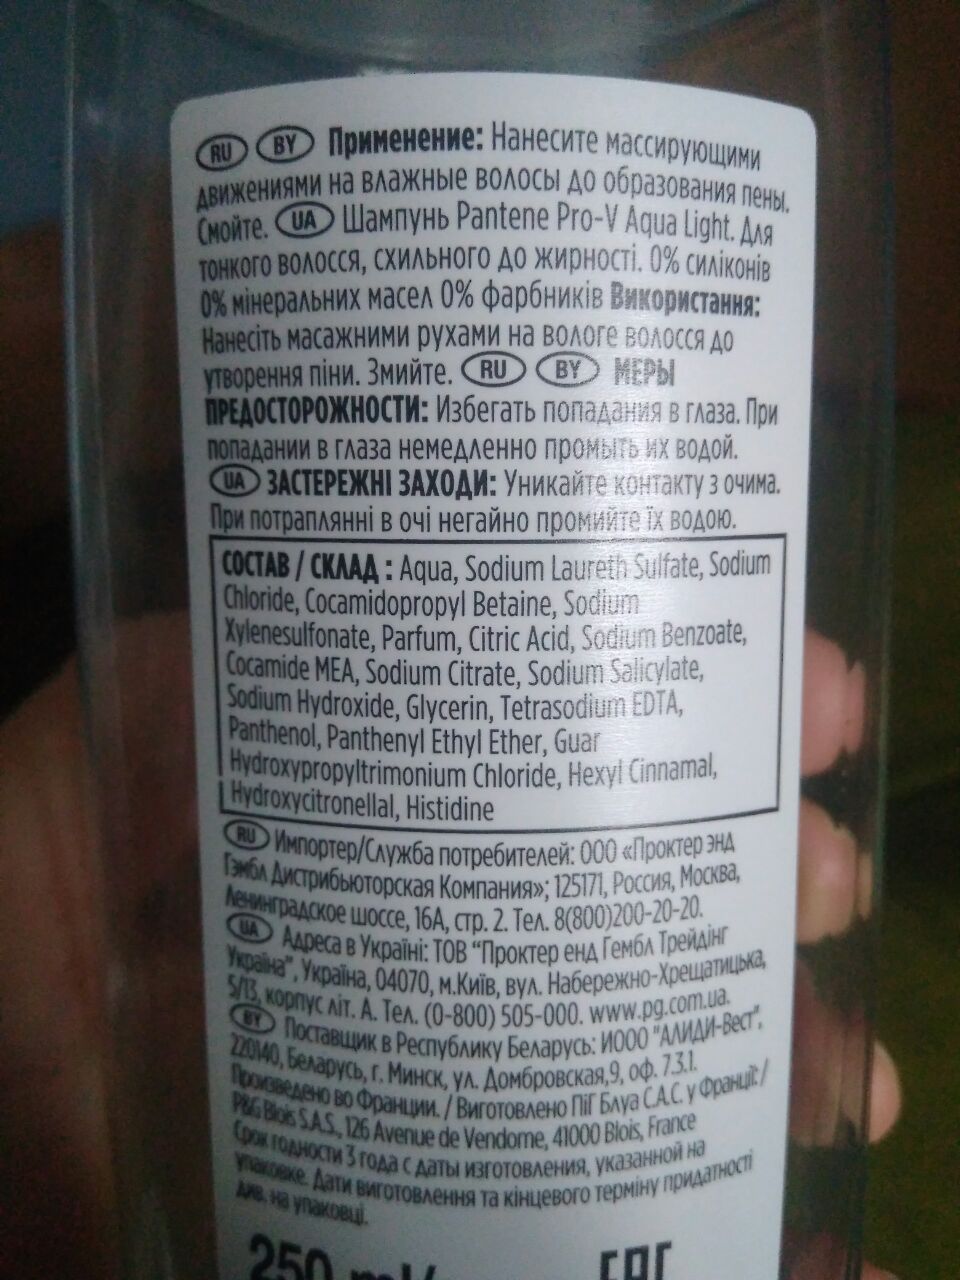 RU BY Применение: Нанесите массирующими
движениями на влажные волосы до образования пены.
Смойте. UA Шампунь Pantene Pro-V Aqua Light. Для
тонкого волосся, схильного до жирності. 0% силіконів
0% мінеральних масел 0% фарбників Використання:
Нанесіть масажними рухами на вологе волосся до
утворення піни. Змийте. RU BY МЕРЫ
ПРЕДОСТОРОЖНОСТИ: Избегать попадания в глаза. При
попадании в глаза немедленно промыть их водой.
UA ЗАСТЕРЕЖНІ ЗАХОДИ: Уникайте контакту з очима.
При потраплянні в очі негайно промийте їх водою.
СОСТАВ / СКЛАД : Aqua, Sodium Laureth Sulfate, Sodium
Chloride, Cocamidopropyl Betaine, Sodium
Xylenesulfonate, Parfum, Citric Acid, Sodium Benzoate,
Cocamide MEA, Sodium Citrate, Sodium Salicylate,
Sodium Hydroxide, Glycerin, Tetrasodium EDTA,
Panthenol, Panthenyl Ethyl Ether, Guar
Hydroxypropyltrimonium Chloride, Hexyl Cinnamal,
Hydroxycitronellal, Histidine
RU Импортер/Служба потребителей: ООО «Проктер энд
Гэмбл Дистрибьюторская Компания»; 125171, Россия, Москва,
Ленинградское шоссе, 16А, стр. 2. Тел. 8(800)200-20-20.
UA Адреса в Україні: ТОВ "Проктер енд Гембл Трейдінг
Україна", Україна, 04070, м.Київ, вул. Набережно-Хрещатицька,
5/13, корпус літ. А. Тел. (0-800) 505-000. www.pg.com.ua.
BY Поставщик в Республику Беларусь: ИООО "АЛИДИ-Вест",
220140, Беларусь, г. Минск, ул. Домбровская,9, оф. 7.3.1.
Произведено во Франции. / Виготовлено ПіГ Блуа С.А.С. у Франції: /
P&G Blois S.A.S., 126 Avenue de Vendome, 41000 Blois, France
Срок годности 3 года с даты изготовления, указанной на
упаковке. Дати виготовлення та кінцевого терміну придатності
див. на упаковці.
250 ml/ EAC